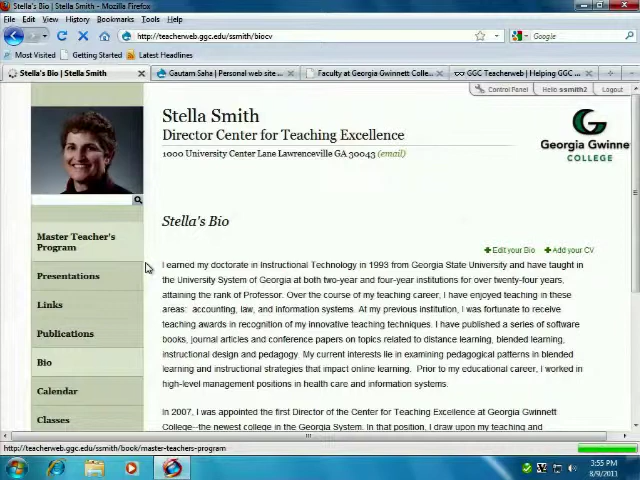 Stella's Bio | Stella Smith - Mozilla Firefox
File Edit View History Bookmarks Tools Help
http://teacherweb.ggc.edu/ssmith/biocv
Google
Most Visited Getting Started Latest Headlines
Stella's Bio | Stella Smith
Gautam Saha | Personal web site ...
Faculty at Georgia Gwinnett Coll...
GGC Teacherweb | Helping GGC ...
Control Panel Hello ssmith2 Logout
Stella Smith
Director Center for Teaching Excellence
1000 University Center Lane Lawrenceville GA 30043 (email)
Georgia Gwinne
COLLEGE
Stella's Bio
Edit your Bio Add your CV
Master Teacher's
Program
Presentations
Links
Publications
Bio
Calendar
Classes
I earned my doctorate in Instructional Technology in 1993 from Georgia State University and have taught in
the University System of Georgia at both two-year and four-year institutions for over twenty-four years,
attaining the rank of Professor. Over the course of my teaching career, I have enjoyed teaching in these
areas: accounting, law, and information systems. At my previous institution, I was fortunate to receive
teaching awards in recognition of my innovative teaching techniques. I have published a series of software
books, journal articles and conference papers on topics related to distance learning, blended learning,
instructional design and pedagogy. My current interests lie in examining pedagogical patterns in blended
learning and instructional strategies that impact online learning. Prior to my educational career, I worked in
high-level management positions in health care and information systems.
In 2007, I was appointed the first Director of the Center for Teaching Excellence at Georgia Gwinnett
College--the newest college in the Georgia System. In that position, I draw upon my teaching and
http://teacherweb.ggc.edu/ssmith/book/master-teachers-program
3:55 PM
8/9/2011